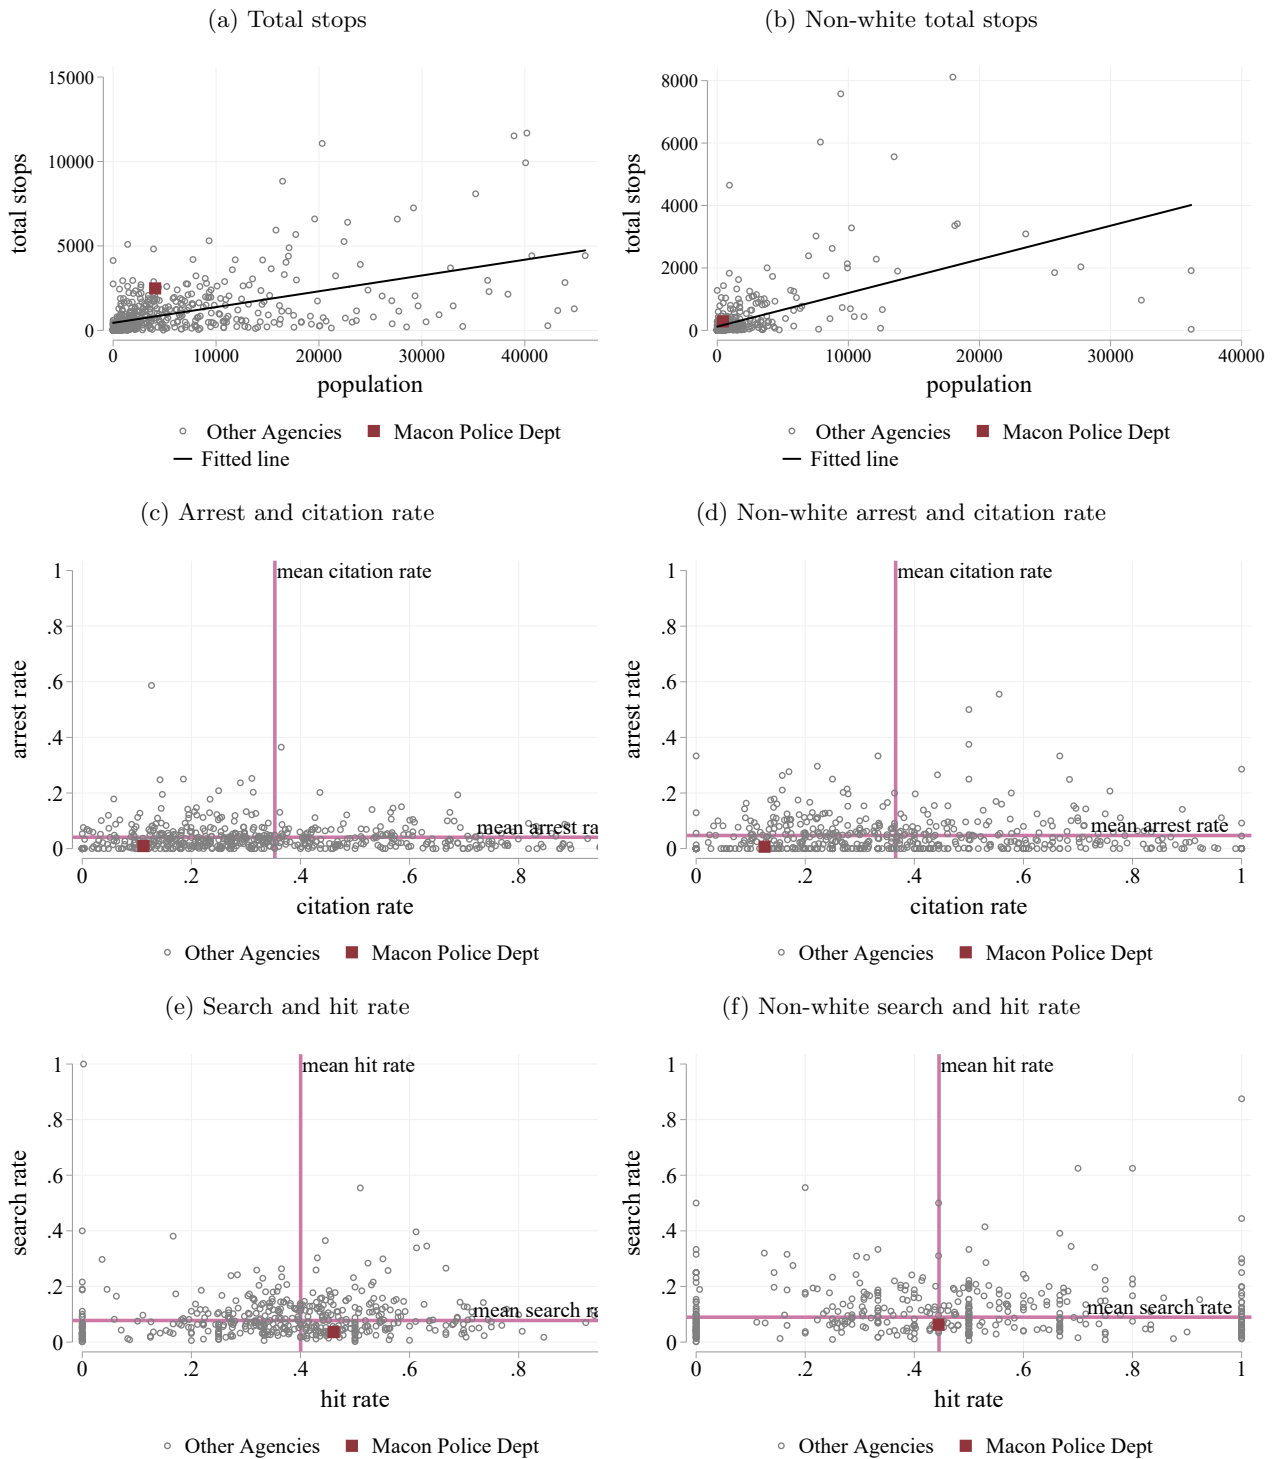 (a) Total stops
(b) Non-white total stops
total stops
15000
10000
5000
0
0 10000 20000 30000 40000
population
Other Agencies Macon Police Dept
Fitted line
total stops
8000
6000
4000
2000
0
0 10000 20000 30000 40000
population
Other Agencies Macon Police Dept
Fitted line
(c) Arrest and citation rate
(d) Non-white arrest and citation rate
arrest rate
1
.8
.6
.4
.2
0
mean citation rate
mean arrest ra
0 .2 .4 .6 .8
citation rate
Other Agencies Macon Police Dept
arrest rate
1
.8
.6
.4
.2
0
mean citation rate
mean arrest rate
0 .2 .4 .6 .8 1
citation rate
Other Agencies Macon Police Dept
(e) Search and hit rate
(f) Non-white search and hit rate
search rate
1
.8
.6
.4
.2
0
mean hit rate
mean search ra
0 .2 .4 .6 .8
hit rate
Other Agencies Macon Police Dept
search rate
1
.8
.6
.4
.2
0
mean hit rate
mean search rate
0 .2 .4 .6 .8 1
hit rate
Other Agencies Macon Police Dept